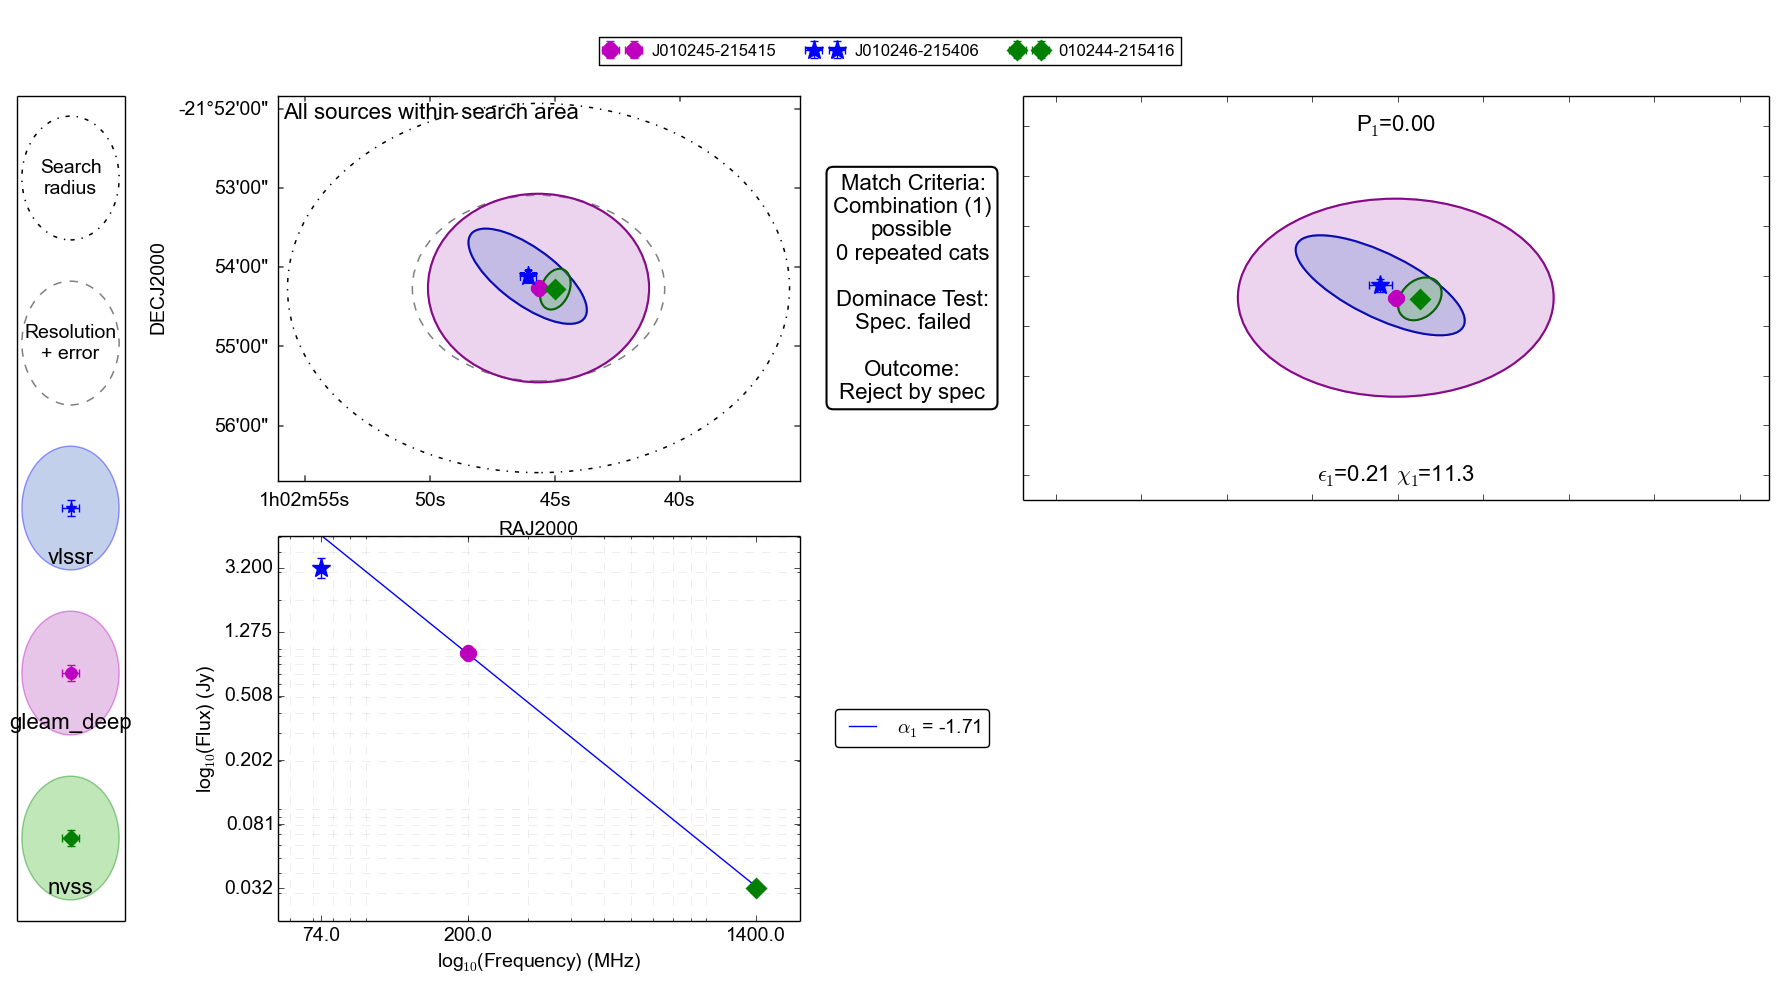 J010245-215415
J010246-215406
010244-215416
Search
radius
Resolution
+ error
vlssr
gleam_deep
nvss
All sources within search area
DECJ2000
-21°52'00"
53'00"
54'00"
55'00"
56'00"
1h02m55s
50s
45s
40s
RAJ2000
Match Criteria:
Combination (1)
possible
0 repeated cats
Dominace Test:
Spec. failed
Outcome:
Reject by spec
P₁=0.00
ϵ₁=0.21 χ₁=11.3
log₁₀(Flux) (Jy)
3.200
1.275
0.508
0.202
0.081
0.032
74.0
200.0
1400.0
log₁₀(Frequency) (MHz)
α₁ = -1.71